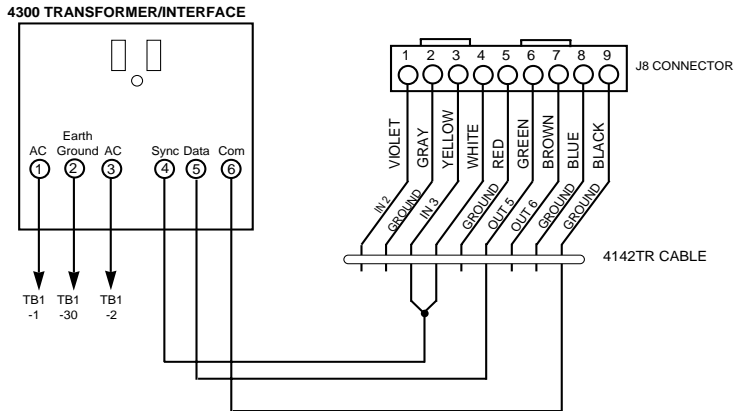 4300 TRANSFORMER/INTERFACE
AC
Earth
Ground
AC
Sync
Data
Com
1
2
3
4
5
6
TB1
-1
TB1
-30
TB1
-2
1 2 3 4 5 6 7 8 9
J8 CONNECTOR
VIOLET
GRAY
YELLOW
WHITE
RED
GREEN
BROWN
BLUE
BLACK
IN 2
GROUND
IN 3
GROUND
OUT 5
OUT 6
GROUND
GROUND
4142TR CABLE